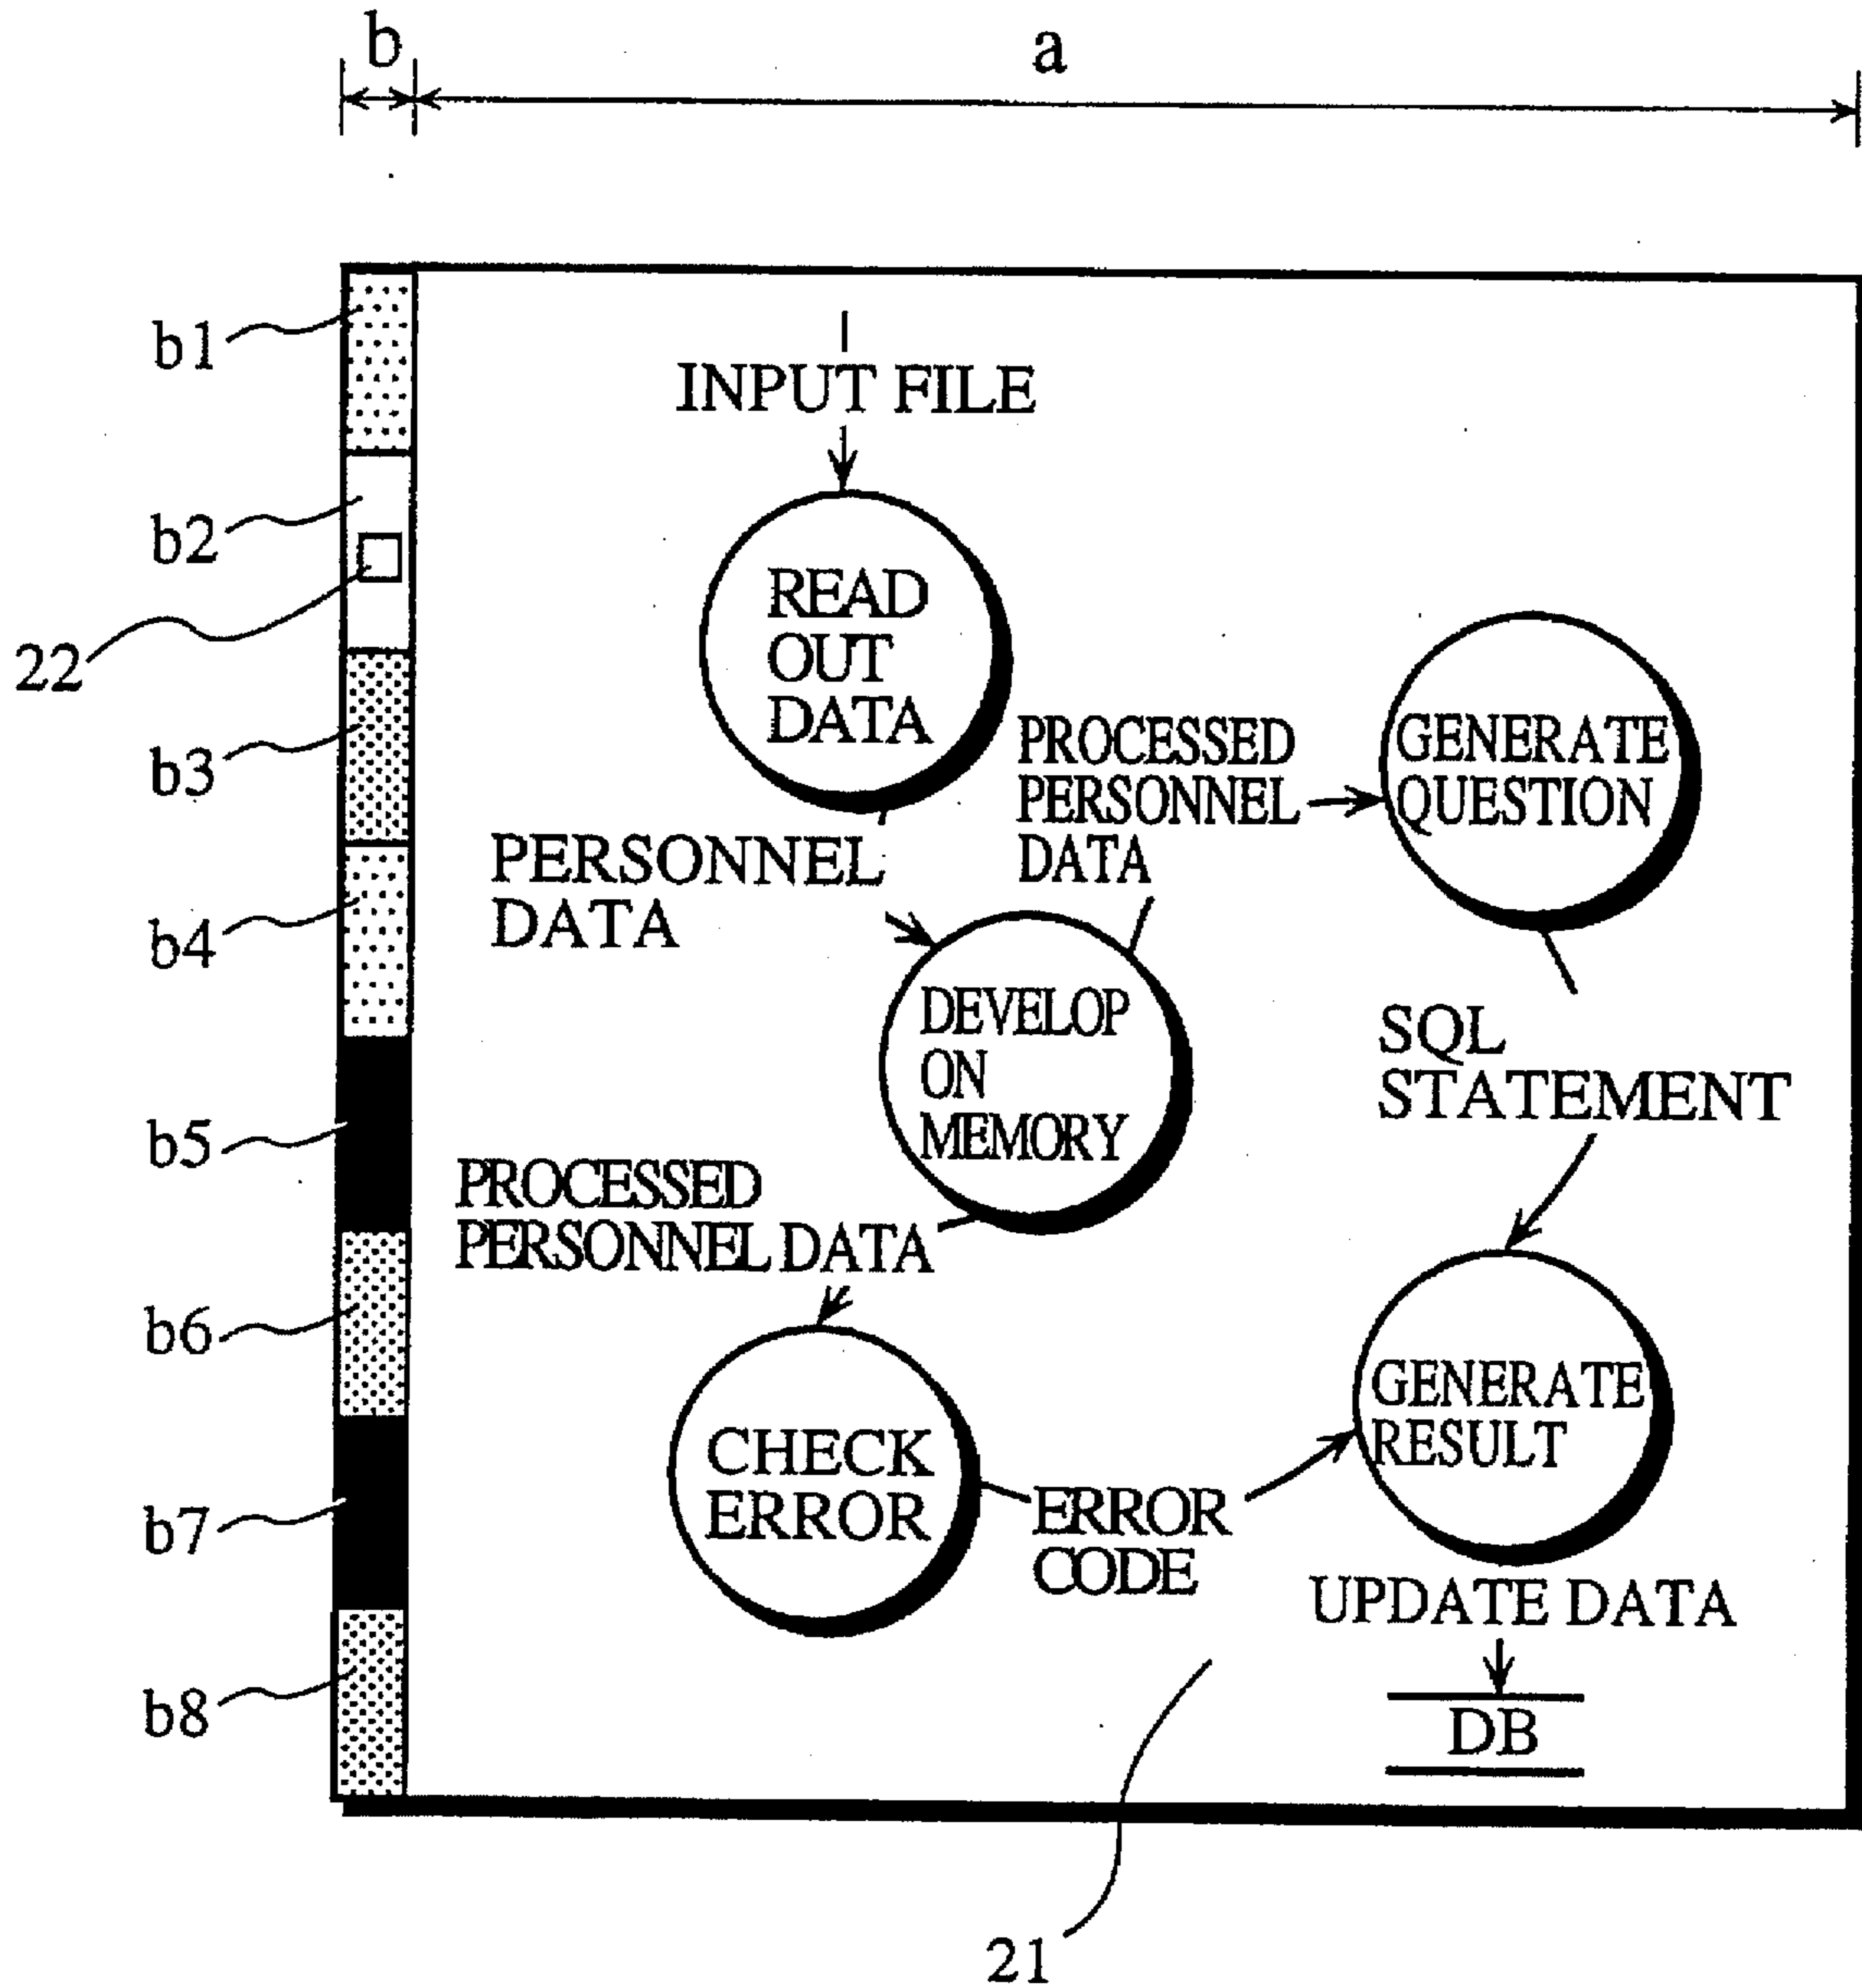 b
a
b1
INPUT FILE
b2
READ
OUT
DATA
22
b3
PROCESSED
PERSONNEL
DATA
GENERATE
QUESTION
PERSONNEL
DATA
b4
DEVELOP
ON
MEMORY
SQL
STATEMENT
b5
PROCESSED
PERSONNEL DATA
b6
GENERATE
RESULT
CHECK
ERROR
b7
ERROR
CODE
UPDATE DATA
b8
DB
21